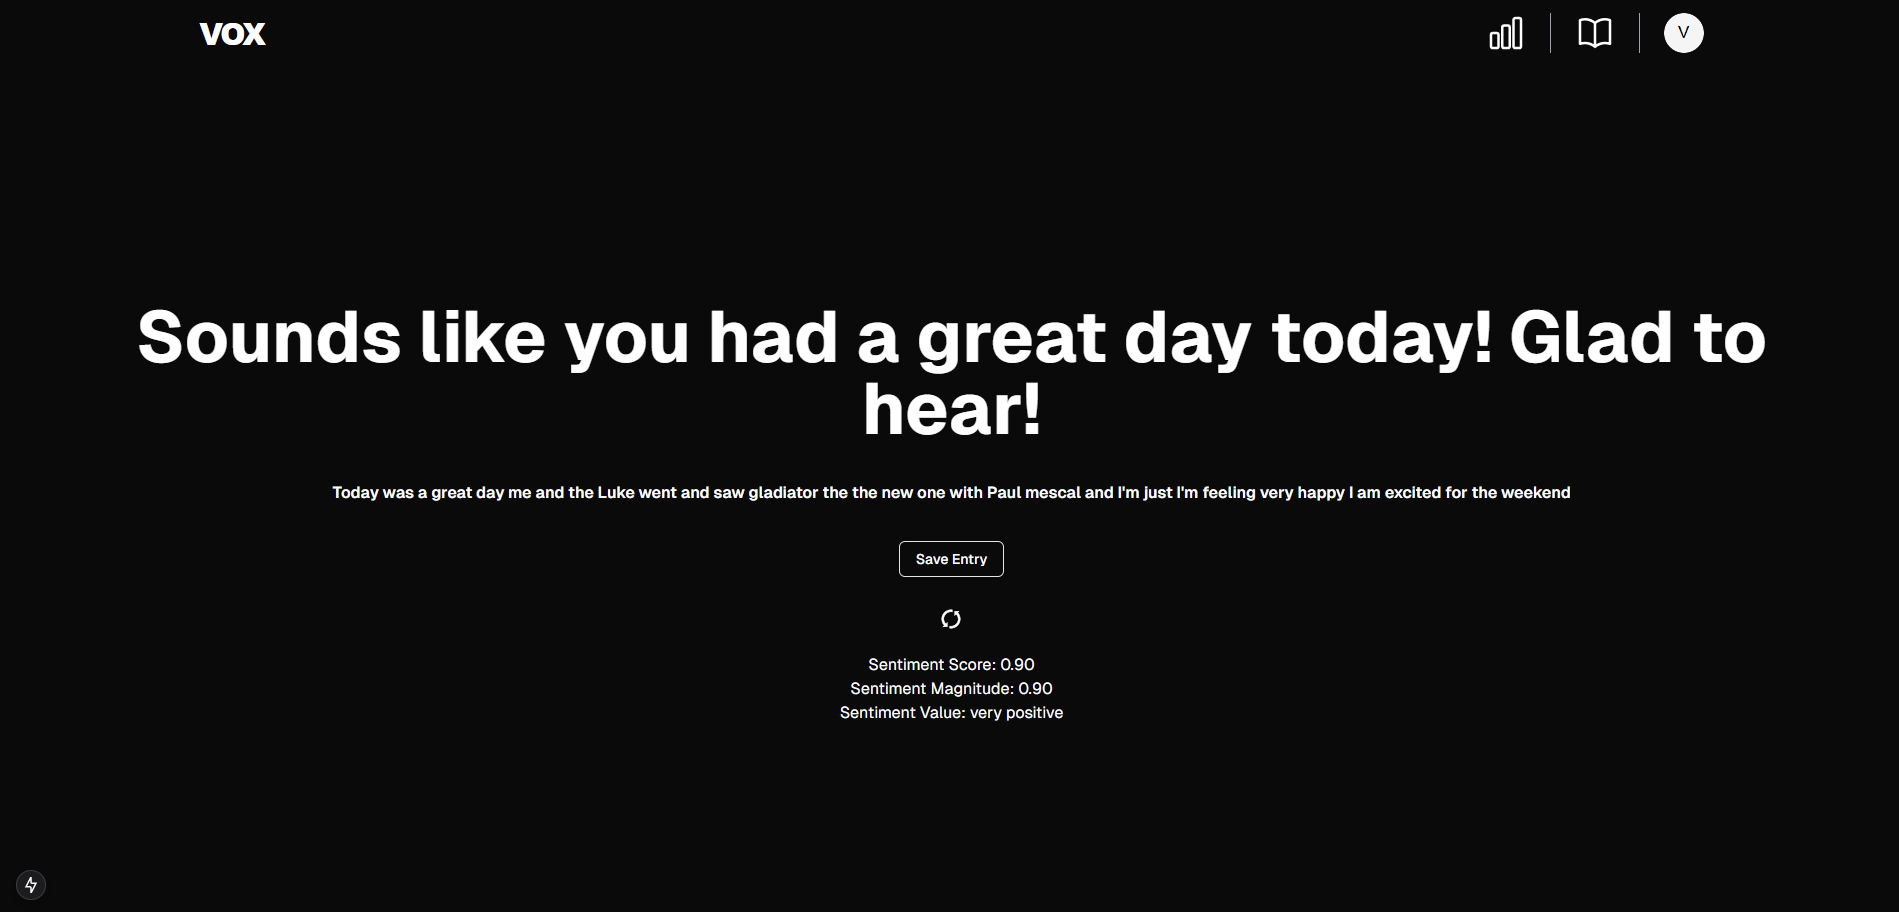 VOX
V
Sounds like you had a great day today! Glad to
hear!
Today was a great day me and the Luke went and saw gladiator the the new one with Paul mescal and I'm just I'm feeling very happy I am excited for the weekend
Save Entry
Sentiment Score: 0.90
Sentiment Magnitude: 0.90
Sentiment Value: very positive